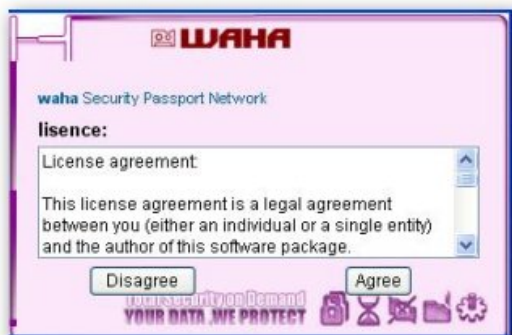 WAHA
waha Security Passport Network
lisence:
License agreement:
This license agreement is a legal agreement
between you (either an individual or a single entity)
and the author of this software package.
Disagree
Agree
Total Security on Demand
YOUR DATA ,WE PROTECT